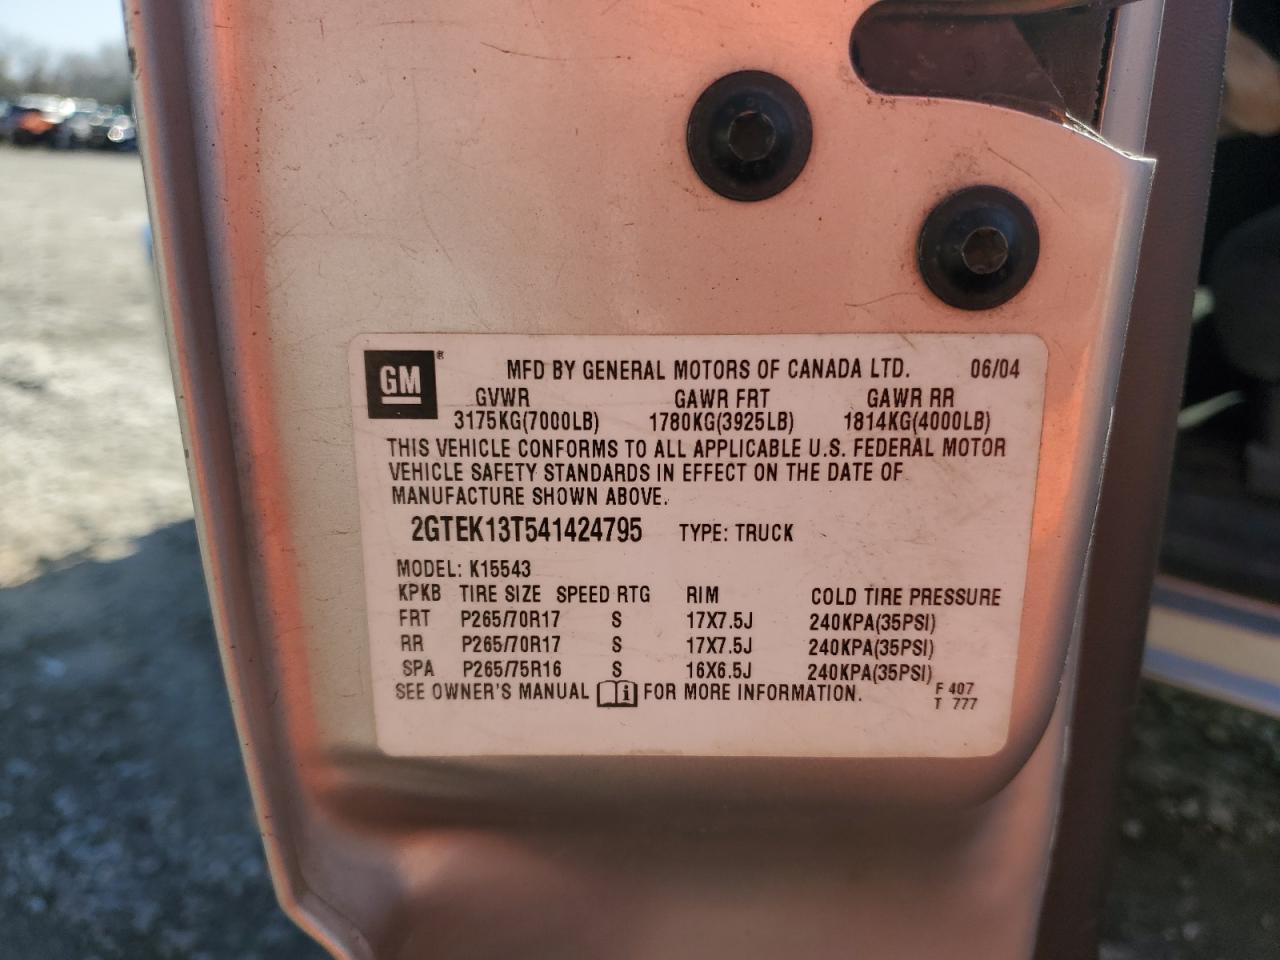 GM® MFD BY GENERAL MOTORS OF CANADA LTD. 06/04
GVWR GAWR FRT GAWR RR
3175KG(7000LB) 1780KG(3925LB) 1814KG(4000LB)
THIS VEHICLE CONFORMS TO ALL APPLICABLE U.S. FEDERAL MOTOR
VEHICLE SAFETY STANDARDS IN EFFECT ON THE DATE OF
MANUFACTURE SHOWN ABOVE.
2GTEK13T541424795 TYPE: TRUCK
MODEL: K15543
KPKB TIRE SIZE SPEED RTG RIM COLD TIRE PRESSURE
FRT P265/70R17 S 17X7.5J 240KPA(35PSI)
RR P265/70R17 S 17X7.5J 240KPA(35PSI)
SPA P265/75R16 S 16X6.5J 240KPA(35PSI)
SEE OWNER'S MANUAL i FOR MORE INFORMATION. F 407
T 777